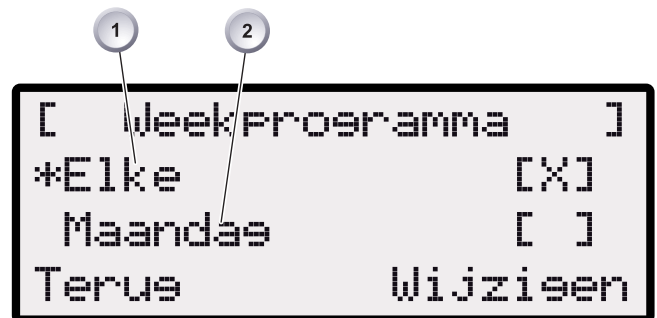 1 2
[ Weekprogramma ]
*Elke [X]
Maandag [ ]
Terug Wijzigen